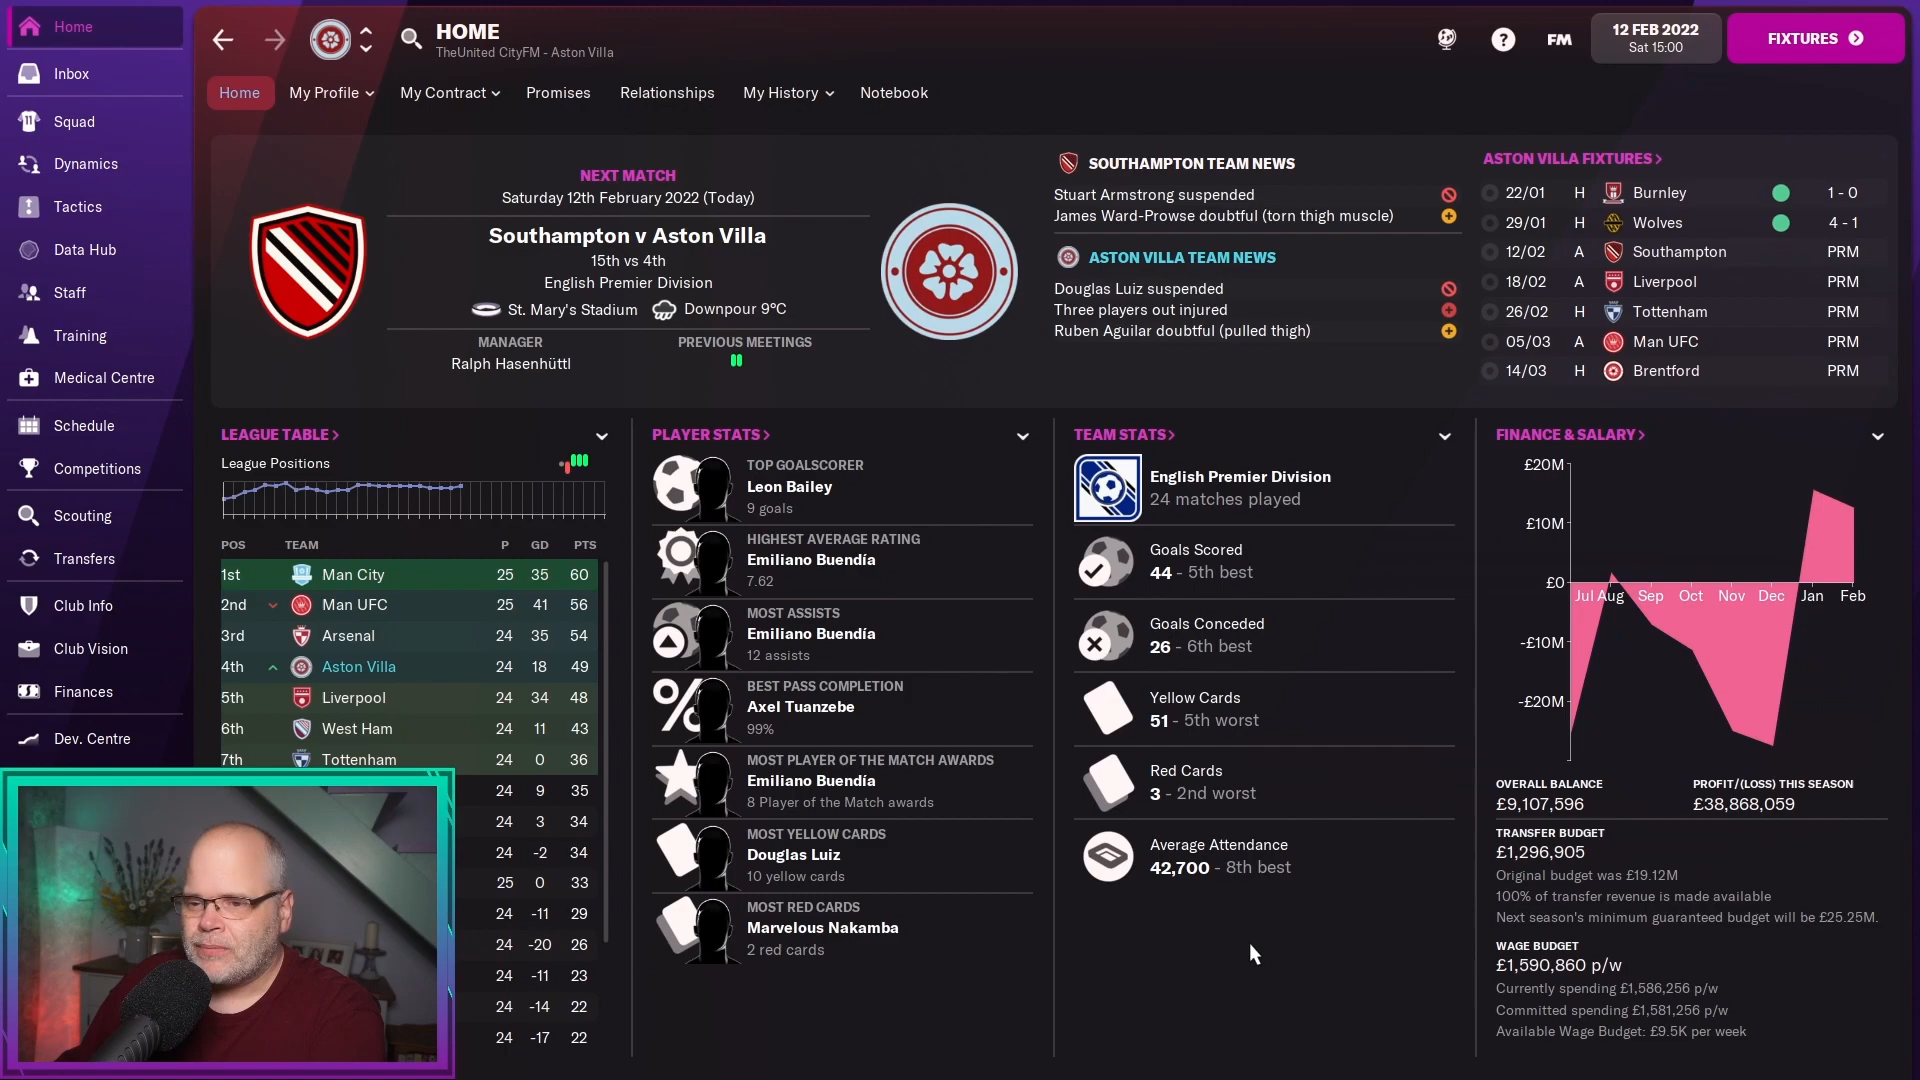 Home
Inbox
Squad
Dynamics
Tactics
Data Hub
Staff
Training
Medical Centre
Schedule
Competitions
Scouting
Transfers
Club Info
Club Vision
Finances
Dev. Centre
HOME
TheUnited CityFM - Aston Villa
FM
12 FEB 2022
Sat 15:00
FIXTURES
Home
My Profile
My Contract
Promises
Relationships
My History
Notebook
NEXT MATCH
Saturday 12th February 2022 (Today)
Southampton v Aston Villa
15th vs 4th
English Premier Division
St. Mary's Stadium Downpour 9°C
MANAGER
Ralph Hasenhüttl
PREVIOUS MEETINGS
SOUTHAMPTON TEAM NEWS
Stuart Armstrong suspended
James Ward-Prowse doubtful (torn thigh muscle)
ASTON VILLA TEAM NEWS
Douglas Luiz suspended
Three players out injured
Ruben Aguilar doubtful (pulled thigh)
ASTON VILLA FIXTURES >
22/01 H Burnley 1 - 0
29/01 H Wolves 4 - 1
12/02 A Southampton PRM
18/02 A Liverpool PRM
26/02 H Tottenham PRM
05/03 A Man UFC PRM
14/03 H Brentford PRM
LEAGUE TABLE >
League Positions
POS TEAM P GD PTS
1st Man City 25 35 60
2nd Man UFC 25 41 56
3rd Arsenal 24 35 54
4th Aston Villa 24 18 49
5th Liverpool 24 34 48
6th West Ham 24 11 43
7th Tottenham 24 0 36
24 9 35
24 3 34
24 -2 34
25 0 33
24 -11 29
24 -20 26
24 -11 23
24 -14 22
24 -17 22
PLAYER STATS >
TOP GOALSCORER
Leon Bailey
9 goals
HIGHEST AVERAGE RATING
Emiliano Buendía
7.62
MOST ASSISTS
Emiliano Buendía
12 assists
BEST PASS COMPLETION
Axel Tuanzebe
99%
MOST PLAYER OF THE MATCH AWARDS
Emiliano Buendía
8 Player of the Match awards
MOST YELLOW CARDS
Douglas Luiz
10 yellow cards
MOST RED CARDS
Marvelous Nakamba
2 red cards
TEAM STATS >
English Premier Division
24 matches played
Goals Scored
44 - 5th best
Goals Conceded
26 - 6th best
Yellow Cards
51 - 5th worst
Red Cards
3 - 2nd worst
Average Attendance
42,700 - 8th best
FINANCE & SALARY >
£20M
£10M
£0
-£10M
-£20M
Jul Aug Sep Oct Nov Dec Jan Feb
OVERALL BALANCE
£9,107,596
PROFIT/(LOSS) THIS SEASON
£38,868,059
TRANSFER BUDGET
£1,296,905
Original budget was £19.12M
100% of transfer revenue is made available
Next season's minimum guaranteed budget will be £25.25M.
WAGE BUDGET
£1,590,860 p/w
Currently spending £1,586,256 p/w
Committed spending £1,581,256 p/w
Available Wage Budget: £9.5K per week